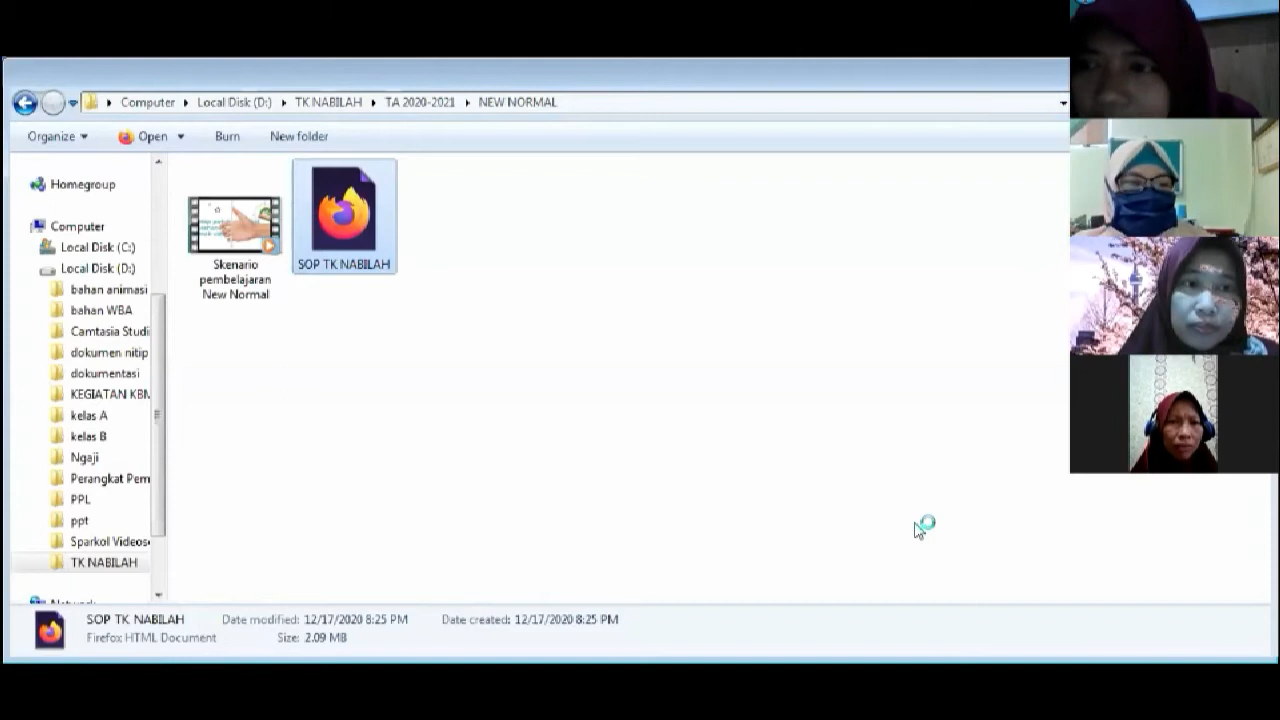 Computer Local Disk (D:) TK NABILAH TA 2020-2021 NEW NORMAL
Organize Open Burn New folder
Homegroup
Computer
Local Disk (C:)
Local Disk (D:)
bahan animasi
bahan WBA
Camtasia Studi
dokumen nitip
dokumentasi
KEGIATAN KBM
kelas A
kelas B
Ngaji
Perangkat Pem
PPL
ppt
Sparkol Videos
TK NABILAH
Skenario
pembelajaran
New Normal
SOP TK NABILAH
SOP TK NABILAH Date modified: 12/17/2020 8:25 PM Date created: 12/17/2020 8:25 PM
Firefox HTML Document Size: 2.09 MB